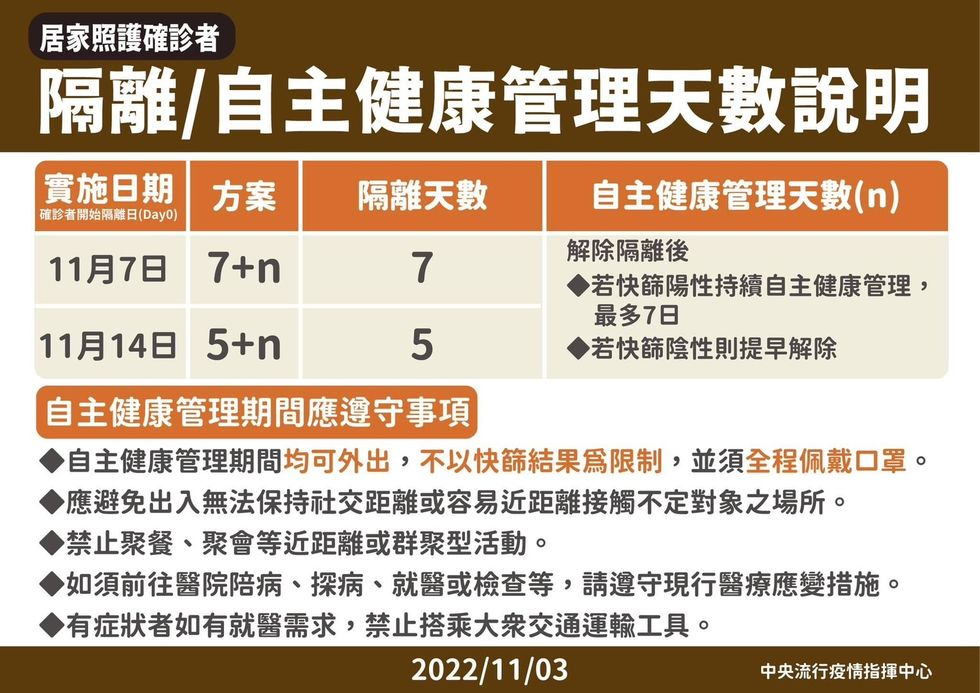 居家照護確診者
隔離/自主健康管理天數說明
實施日期
確診者開始隔離日(Day0)
方案
隔離天數
自主健康管理天數(n)
11月7日
7+n
7
11月14日
5+n
5
解除隔離後
◆若快篩陽性持續自主健康管理，
最多7日
◆若快篩陰性則提早解除
自主健康管理期間應遵守事項
◆自主健康管理期間均可外出，不以快篩結果為限制，並須全程佩戴口罩。
◆應避免出入無法保持社交距離或容易近距離接觸不定對象之場所。
◆禁止聚餐、聚會等近距離或群聚型活動。
◆如須前往醫院陪病、探病、就醫或檢查等，請遵守現行醫療應變措施。
◆有症狀者如有就醫需求，禁止搭乘大眾交通運輸工具。
2022/11/03
中央流行疫情指揮中心